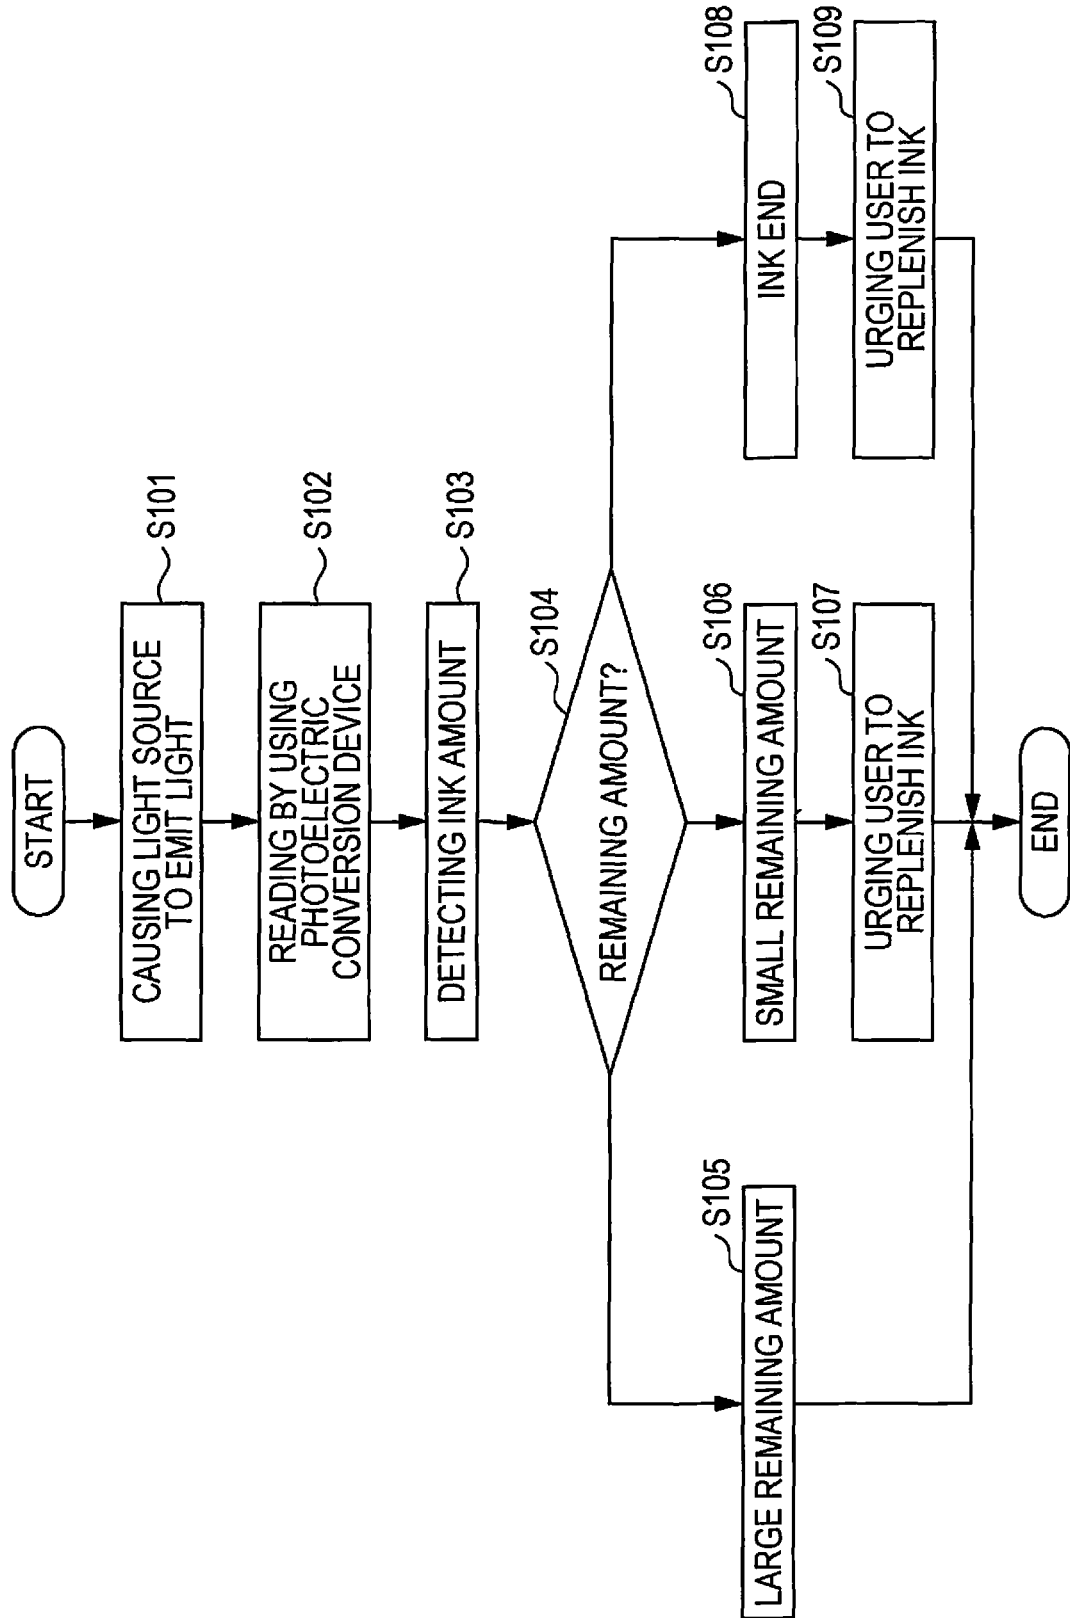 START
CAUSING LIGHT SOURCE
TO EMIT LIGHT
S101
READING BY USING
PHOTOELECTRIC
CONVERSION DEVICE
S102
DETECTING INK AMOUNT
S103
REMAINING AMOUNT?
S104
LARGE REMAINING AMOUNT
S105
SMALL REMAINING AMOUNT
S106
URGING USER TO
REPLENISH INK
S107
INK END
S108
URGING USER TO
REPLENISH INK
S109
END